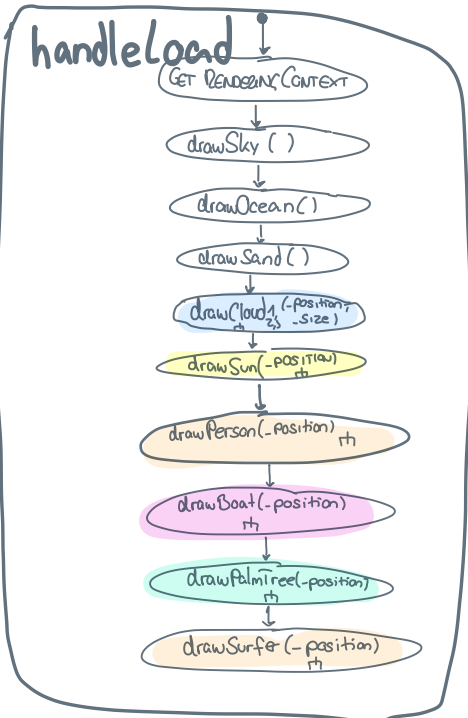 handleLoad
GET RENDERING CONTEXT
drawSky ( )
drawOcean()
drawSand ( )
drawCloud1, (_position,
2,3 _size)
drawSun(_POSITION)
drawPerson(_position)
drawBoat(_position)
drawPalmTree(_position)
drawSurfer (_position)